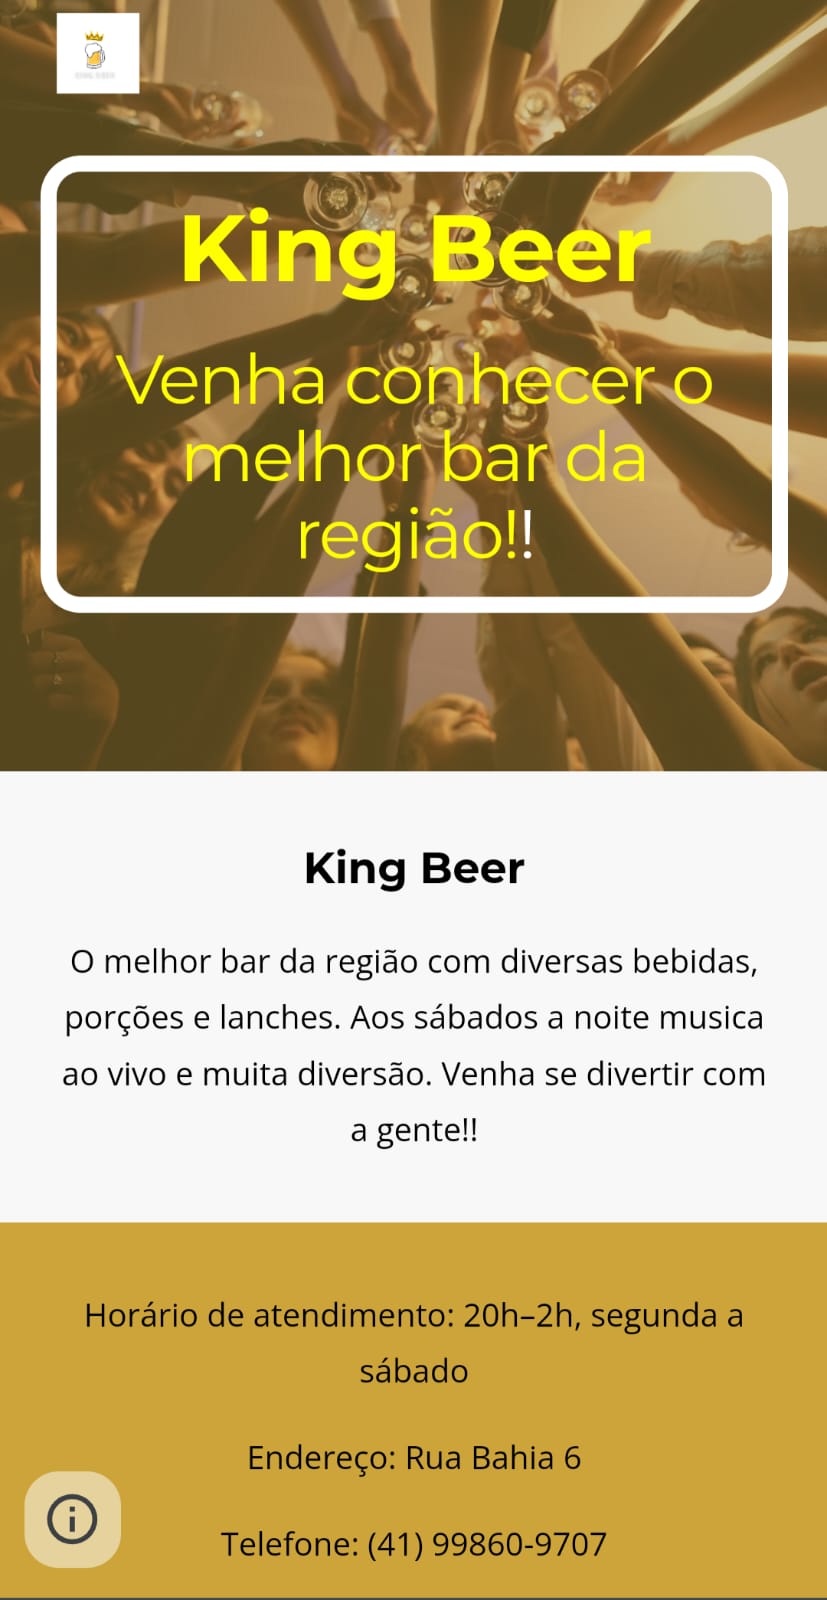 KING BEER
King Beer
Venha conhecer o
melhor bar da
região!!
King Beer
O melhor bar da região com diversas bebidas,
porções e lanches. Aos sábados a noite musica
ao vivo e muita diversão. Venha se divertir com
a gente!!
Horário de atendimento: 20h–2h, segunda a
sábado
Endereço: Rua Bahia 6
Telefone: (41) 99860-9707